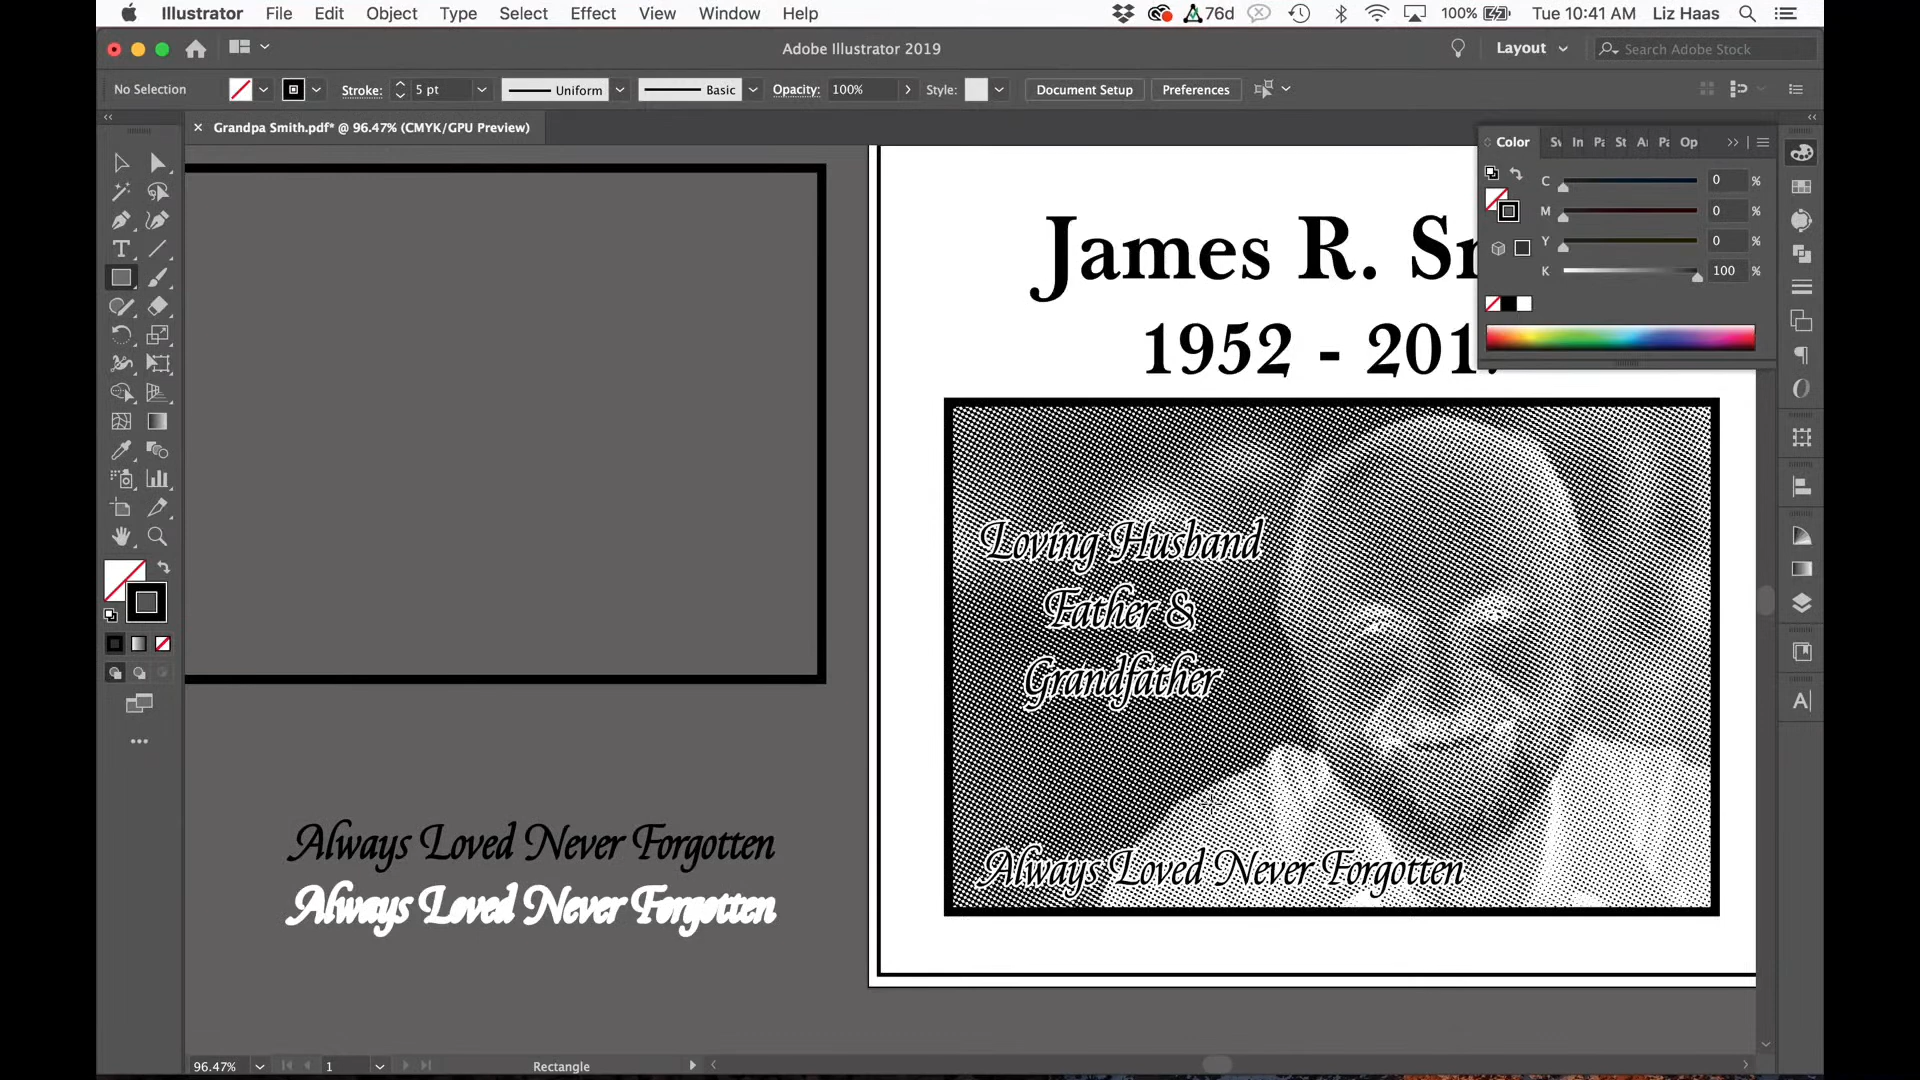 Illustrator File Edit Object Type Select Effect View Window Help 76d 100% Tue 10:41 AM Liz Haas
Adobe Illustrator 2019 Layout Search Adobe Stock
No Selection Stroke: 5 pt Uniform Basic Opacity: 100% Style: Document Setup Preferences
× Grandpa Smith.pdf* @ 96.47% (CMYK/GPU Preview)
Color In Op
C 0 %
M 0 %
Y 0 %
K 100 %
James R.
1952 -
Loving Husband
Father &
Grandfather
Always Loved Never Forgotten
Always Loved Never Forgotten
Always Loved Never Forgotten
96.47% 1 Rectangle